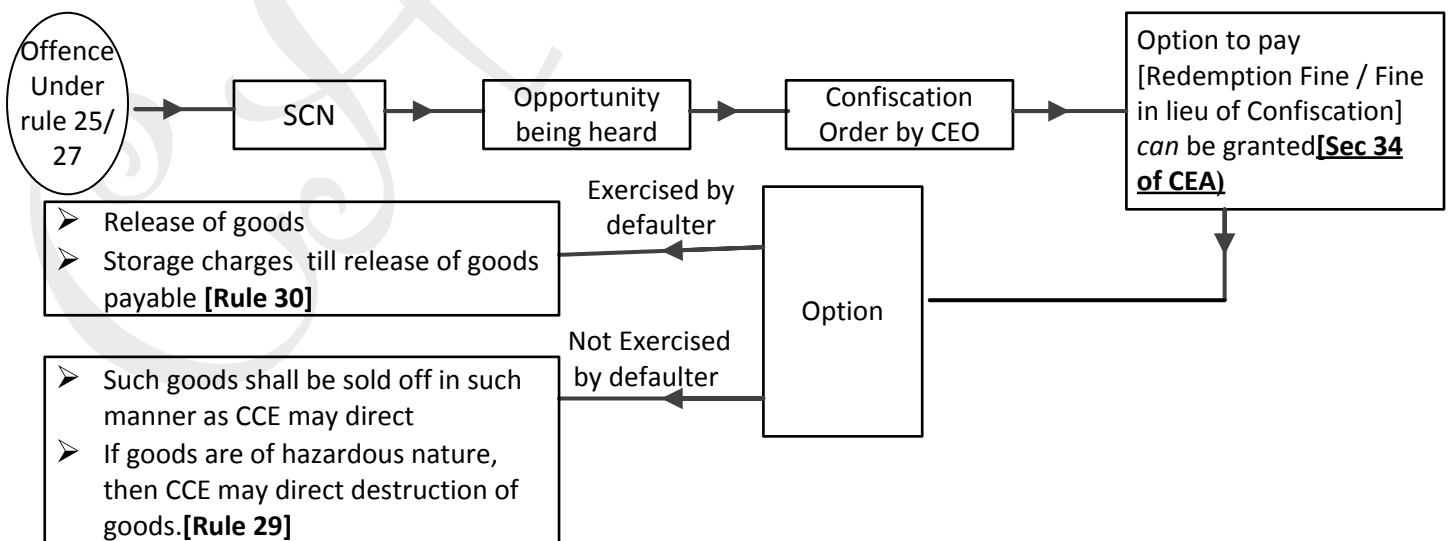 Offence
Under
rule 25/
27
SCN
Opportunity
being heard
Confiscation
Order by CEO
Option to pay
[Redemption Fine / Fine
in lieu of Confiscation]
can be granted[Sec 34
of CEA)
Exercised by
defaulter
➢ Release of goods
➢ Storage charges till release of goods
payable [Rule 30]
Option
Not Exercised
by defaulter
➢ Such goods shall be sold off in such
manner as CCE may direct
➢ If goods are of hazardous nature,
then CCE may direct destruction of
goods.[Rule 29]